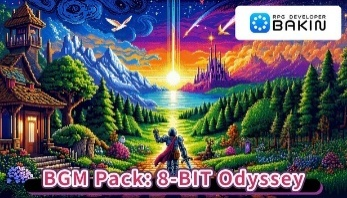 RPG DEVELOPER
BAKIN
BGM Pack: 8-BIT Odyssey